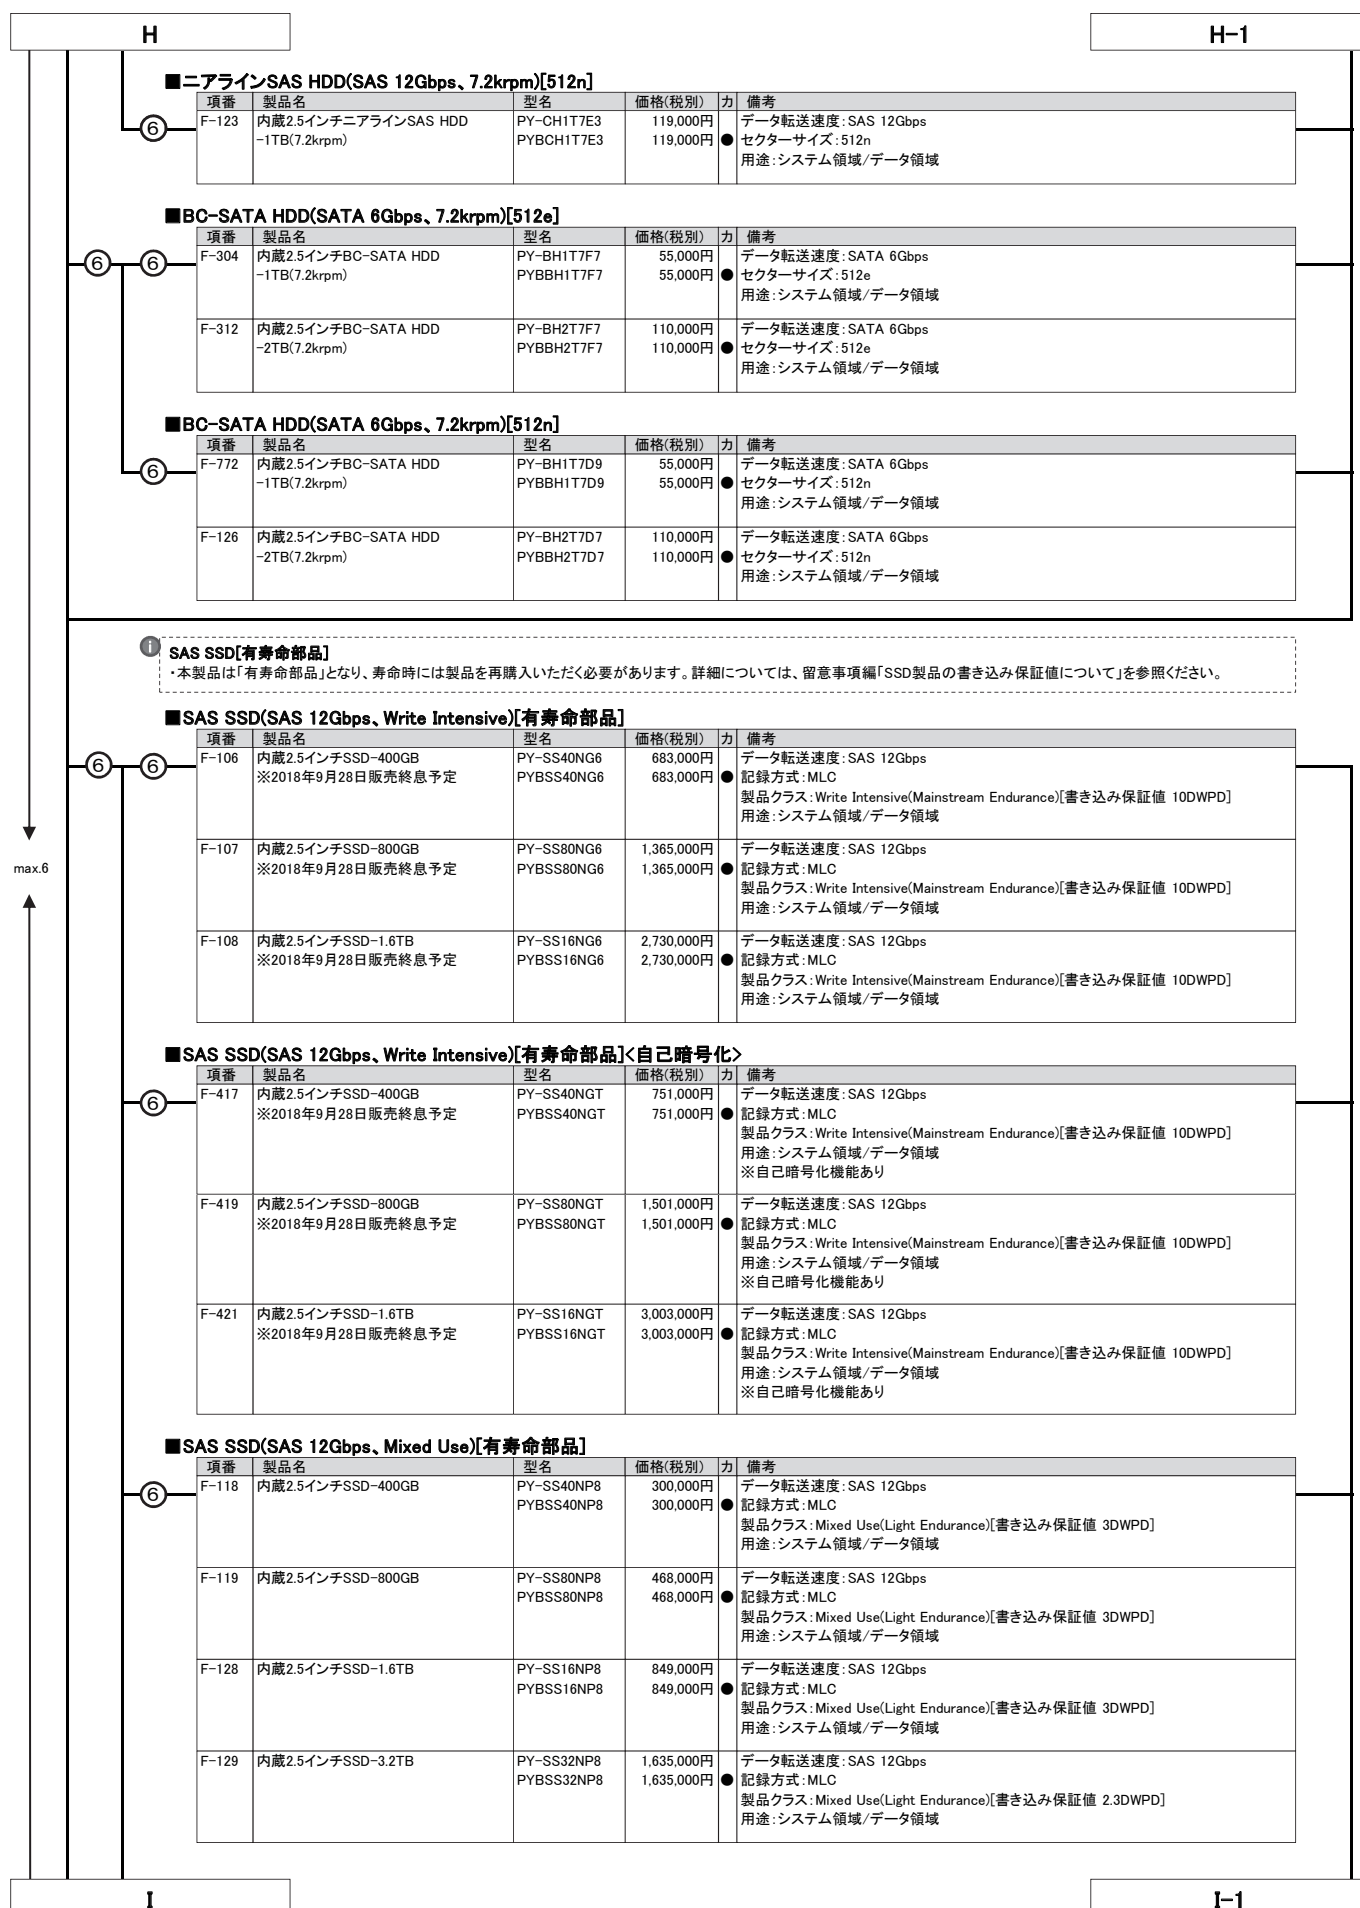 H
H-1
■ニアラインSAS HDD(SAS 12Gbps、7.2krpm)[512n]
項番 製品名 型名 価格(税別) カ 備考
⑥ F-123 内蔵2.5インチニアラインSAS HDD PY-CH1T7E3 119,000円 データ転送速度:SAS 12Gbps
-1TB(7.2krpm) PYBCH1T7E3 119,000円 ● セクターサイズ:512n
用途:システム領域/データ領域
■BC-SATA HDD(SATA 6Gbps、7.2krpm)[512e]
項番 製品名 型名 価格(税別) カ 備考
⑥ ⑥ F-304 内蔵2.5インチBC-SATA HDD PY-BH1T7F7 55,000円 データ転送速度:SATA 6Gbps
-1TB(7.2krpm) PYBBH1T7F7 55,000円 ● セクターサイズ:512e
用途:システム領域/データ領域
F-312 内蔵2.5インチBC-SATA HDD PY-BH2T7F7 110,000円 データ転送速度:SATA 6Gbps
-2TB(7.2krpm) PYBBH2T7F7 110,000円 ● セクターサイズ:512e
用途:システム領域/データ領域
■BC-SATA HDD(SATA 6Gbps、7.2krpm)[512n]
項番 製品名 型名 価格(税別) カ 備考
⑥ F-772 内蔵2.5インチBC-SATA HDD PY-BH1T7D9 55,000円 データ転送速度:SATA 6Gbps
-1TB(7.2krpm) PYBBH1T7D9 55,000円 ● セクターサイズ:512n
用途:システム領域/データ領域
F-126 内蔵2.5インチBC-SATA HDD PY-BH2T7D7 110,000円 データ転送速度:SATA 6Gbps
-2TB(7.2krpm) PYBBH2T7D7 110,000円 ● セクターサイズ:512n
用途:システム領域/データ領域
i SAS SSD[有寿命部品]
・本製品は「有寿命部品」となり、寿命時には製品を再購入いただく必要があります。詳細については、留意事項編「SSD製品の書き込み保証値について」を参照ください。
■SAS SSD(SAS 12Gbps、Write Intensive)[有寿命部品]
項番 製品名 型名 価格(税別) カ 備考
⑥ ⑥ F-106 内蔵2.5インチSSD-400GB PY-SS40NG6 683,000円 データ転送速度:SAS 12Gbps
※2018年9月28日販売終息予定 PYBSS40NG6 683,000円 ● 記録方式:MLC
製品クラス:Write Intensive(Mainstream Endurance)[書き込み保証値 10DWPD]
用途:システム領域/データ領域
F-107 内蔵2.5インチSSD-800GB PY-SS80NG6 1,365,000円 データ転送速度:SAS 12Gbps
※2018年9月28日販売終息予定 PYBSS80NG6 1,365,000円 ● 記録方式:MLC
max.6
製品クラス:Write Intensive(Mainstream Endurance)[書き込み保証値 10DWPD]
用途:システム領域/データ領域
F-108 内蔵2.5インチSSD-1.6TB PY-SS16NG6 2,730,000円 データ転送速度:SAS 12Gbps
※2018年9月28日販売終息予定 PYBSS16NG6 2,730,000円 ● 記録方式:MLC
製品クラス:Write Intensive(Mainstream Endurance)[書き込み保証値 10DWPD]
用途:システム領域/データ領域
■SAS SSD(SAS 12Gbps、Write Intensive)[有寿命部品]<自己暗号化>
項番 製品名 型名 価格(税別) カ 備考
⑥ F-417 内蔵2.5インチSSD-400GB PY-SS40NGT 751,000円 データ転送速度:SAS 12Gbps
※2018年9月28日販売終息予定 PYBSS40NGT 751,000円 ● 記録方式:MLC
製品クラス:Write Intensive(Mainstream Endurance)[書き込み保証値 10DWPD]
用途:システム領域/データ領域
※自己暗号化機能あり
F-419 内蔵2.5インチSSD-800GB PY-SS80NGT 1,501,000円 データ転送速度:SAS 12Gbps
※2018年9月28日販売終息予定 PYBSS80NGT 1,501,000円 ● 記録方式:MLC
製品クラス:Write Intensive(Mainstream Endurance)[書き込み保証値 10DWPD]
用途:システム領域/データ領域
※自己暗号化機能あり
F-421 内蔵2.5インチSSD-1.6TB PY-SS16NGT 3,003,000円 データ転送速度:SAS 12Gbps
※2018年9月28日販売終息予定 PYBSS16NGT 3,003,000円 ● 記録方式:MLC
製品クラス:Write Intensive(Mainstream Endurance)[書き込み保証値 10DWPD]
用途:システム領域/データ領域
※自己暗号化機能あり
■SAS SSD(SAS 12Gbps、Mixed Use)[有寿命部品]
項番 製品名 型名 価格(税別) カ 備考
⑥ F-118 内蔵2.5インチSSD-400GB PY-SS40NP8 300,000円 データ転送速度:SAS 12Gbps
PYBSS40NP8 300,000円 ● 記録方式:MLC
製品クラス:Mixed Use(Light Endurance)[書き込み保証値 3DWPD]
用途:システム領域/データ領域
F-119 内蔵2.5インチSSD-800GB PY-SS80NP8 468,000円 データ転送速度:SAS 12Gbps
PYBSS80NP8 468,000円 ● 記録方式:MLC
製品クラス:Mixed Use(Light Endurance)[書き込み保証値 3DWPD]
用途:システム領域/データ領域
F-128 内蔵2.5インチSSD-1.6TB PY-SS16NP8 849,000円 データ転送速度:SAS 12Gbps
PYBSS16NP8 849,000円 ● 記録方式:MLC
製品クラス:Mixed Use(Light Endurance)[書き込み保証値 3DWPD]
用途:システム領域/データ領域
F-129 内蔵2.5インチSSD-3.2TB PY-SS32NP8 1,635,000円 データ転送速度:SAS 12Gbps
PYBSS32NP8 1,635,000円 ● 記録方式:MLC
製品クラス:Mixed Use(Light Endurance)[書き込み保証値 2.3DWPD]
用途:システム領域/データ領域
I
I-1